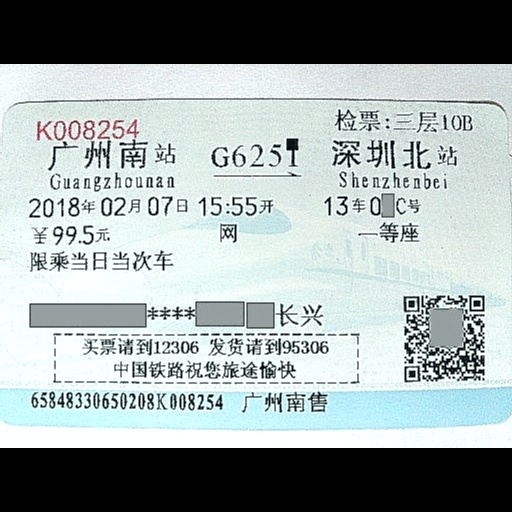 K008254 检票:三层10B
广州南站 G6251 深圳北站
Guangzhounan Shenzhenbei
2018年02月07日 15:55开 13车0 C号
￥99.5元 网 一等座
限乘当日当次车
**** 长兴
买票请到12306 发货请到95306
中国铁路祝您旅途愉快
65848330650208K008254 广州南售